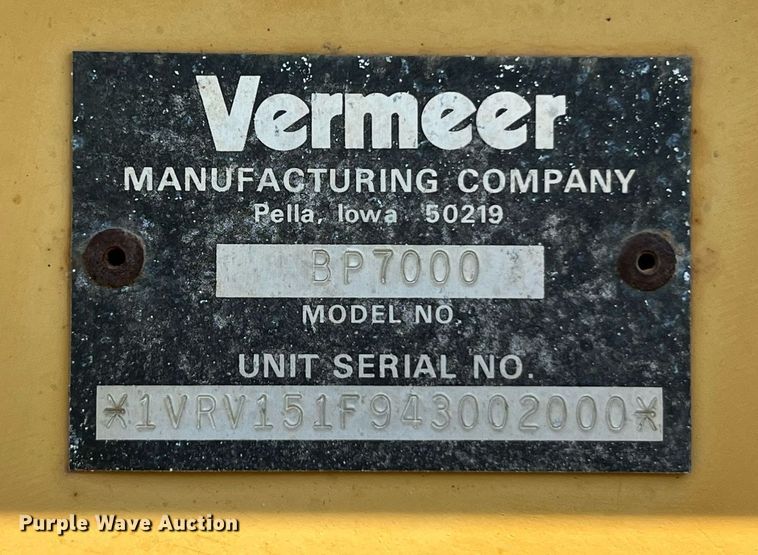 Vermeer
MANUFACTURING COMPANY
Pella, Iowa 50219
BP7000
MODEL NO.
UNIT SERIAL NO.
*1VRV151F943002000*
Purple Wave Auction